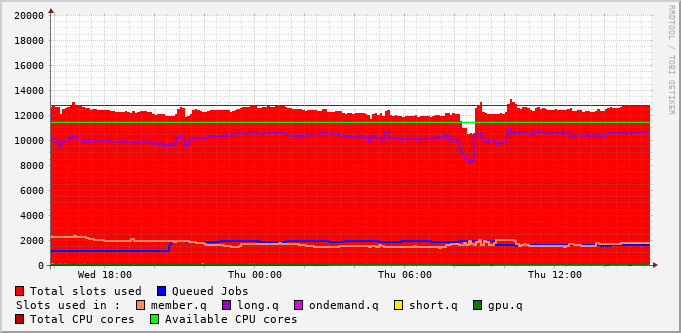 20000
18000
16000
14000
12000
10000
8000
6000
4000
2000
0
Wed 18:00 Thu 00:00 Thu 06:00 Thu 12:00
RRDTOOL / TOBI OETIKER
Total slots used Queued Jobs
Slots used in : member.q long.q ondemand.q short.q gpu.q
Total CPU cores Available CPU cores